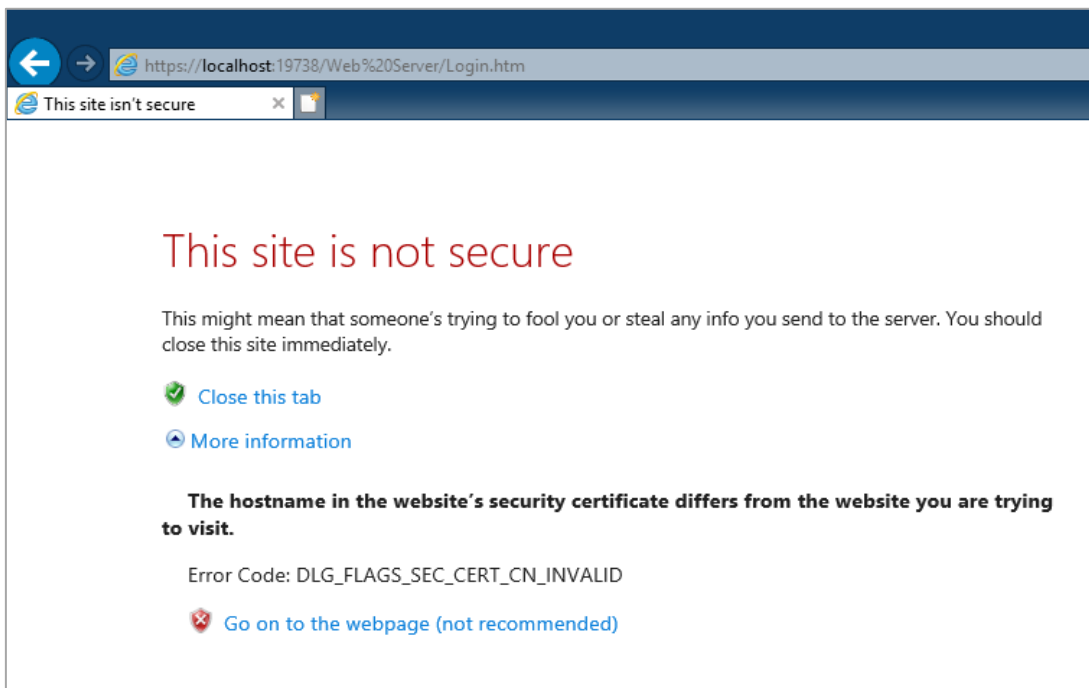 https://localhost:19738/Web%20Server/Login.htm
This site isn't secure
This site is not secure
This might mean that someone's trying to fool you or steal any info you send to the server. You should
close this site immediately.
Close this tab
More information
The hostname in the website's security certificate differs from the website you are trying
to visit.
Error Code: DLG_FLAGS_SEC_CERT_CN_INVALID
Go on to the webpage (not recommended)